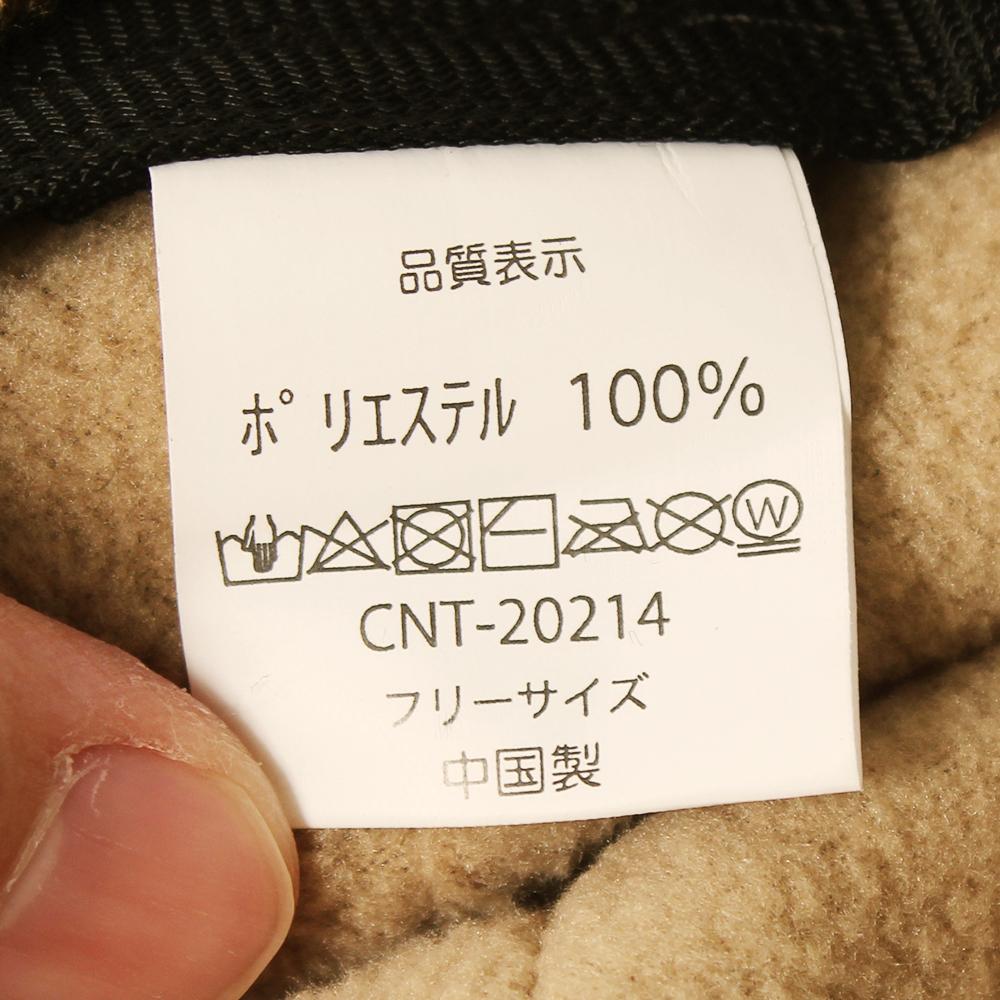 品質表示
ポリエステル 100%
W
CNT-20214
フリーサイズ
中国製